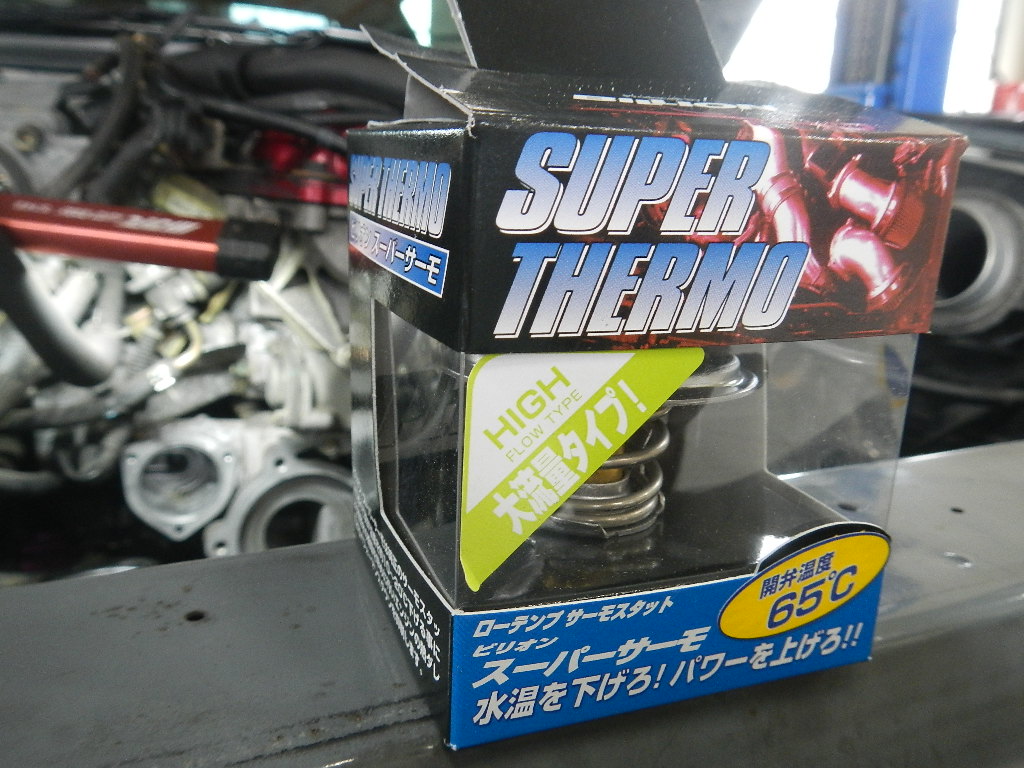 SUPER
THERMO
SUPER THERMO
スーパーサーモ
HIGH
FLOW TYPE
大流量タイプ!
開弁温度
65℃
ローテンプ サーモスタット
ビリオン
スーパーサーモ
水温を下げろ! パワーを上げろ!!